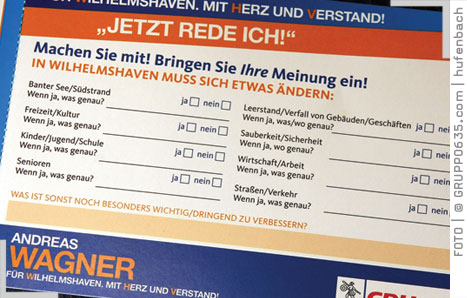 FÜR WILHELMSHAVEN. MIT HERZ UND VERSTAND!
„JETZT REDE ICH!“
Machen Sie mit! Bringen Sie Ihre Meinung ein!
IN WILHELMSHAVEN MUSS SICH ETWAS ÄNDERN:
Banter See/Südstrand ja nein
Wenn ja, was genau?
Freizeit/Kultur ja nein
Wenn ja, was genau?
Kinder/Jugend/Schule ja nein
Wenn ja, was genau?
Senioren ja nein
Wenn ja, was genau?
Leerstand/Verfall von Gebäuden/Geschäften
Wenn ja, was/wo genau? ja nein
Sauberkeit/Sicherheit ja nein
Wenn ja, was genau?
Wirtschaft/Arbeit ja nein
Wenn ja, was genau?
Straßen/Verkehr ja nein
Wenn ja, was genau?
WAS IST SONST NOCH BESONDERS WICHTIG/DRINGEND ZU VERBESSERN?
ANDREAS
WAGNER
FÜR WILHELMSHAVEN. MIT HERZ UND VERSTAND!
FOTO | © GRUPPO635.com | hufenbach